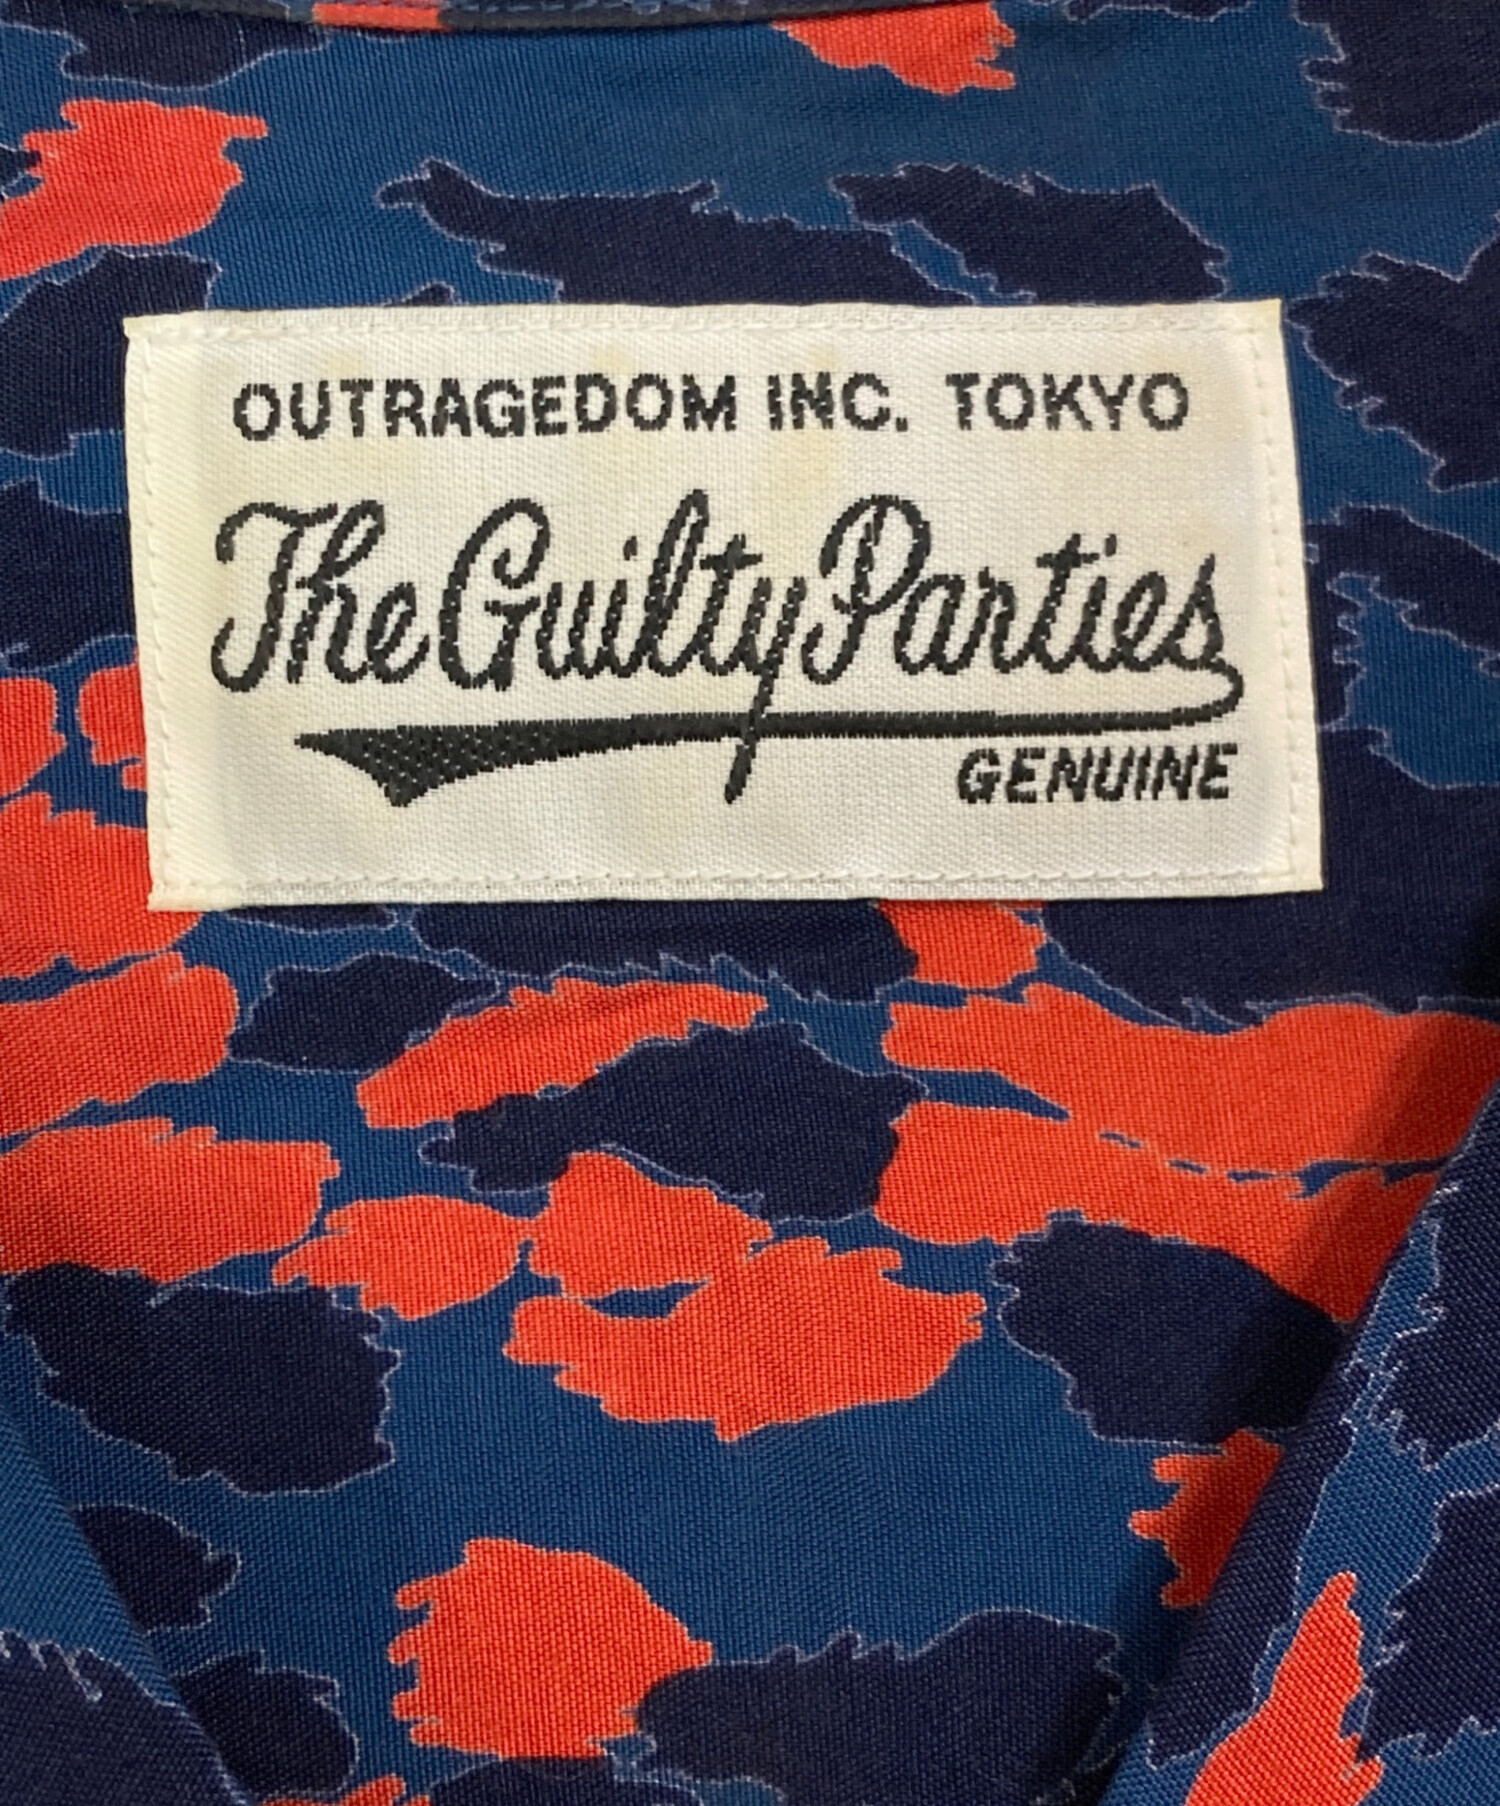 OUTRAGEDOM INC. TOKYO
The Guilty Parties
GENUINE